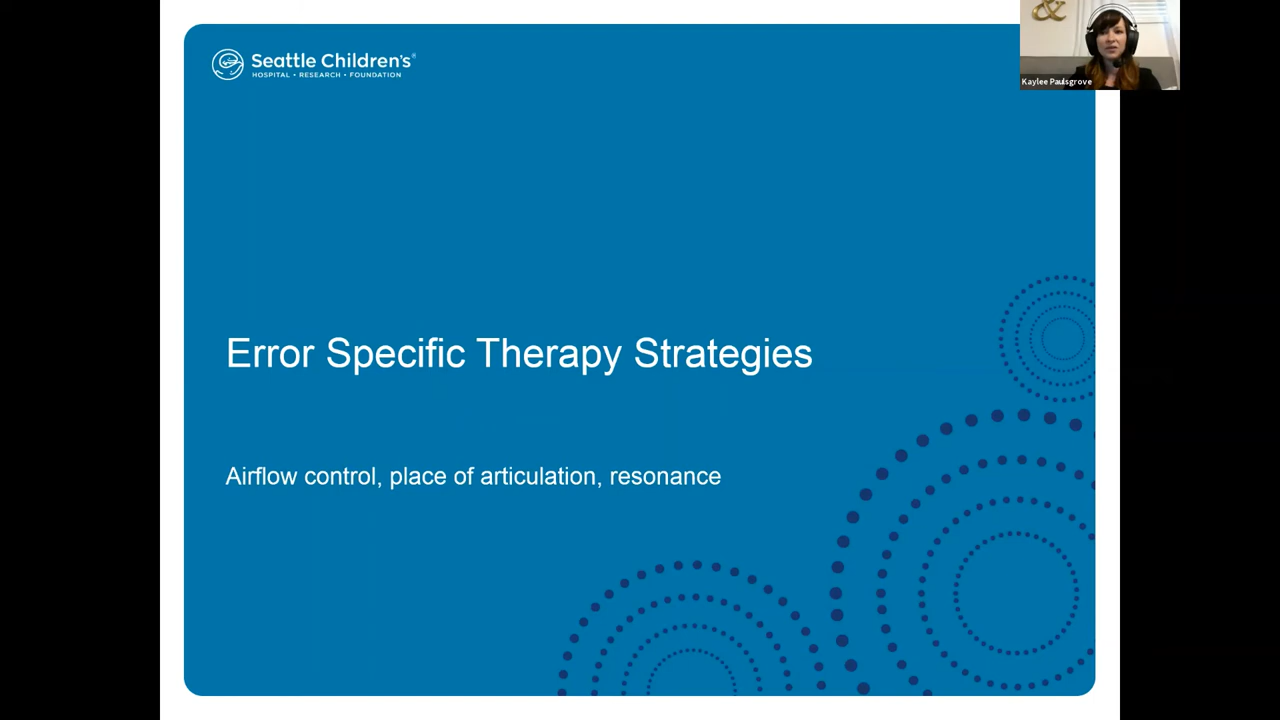 Seattle Children's®
HOSPITAL • RESEARCH • FOUNDATION
&
Kaylee Paulsgrove
Error Specific Therapy Strategies
Airflow control, place of articulation, resonance